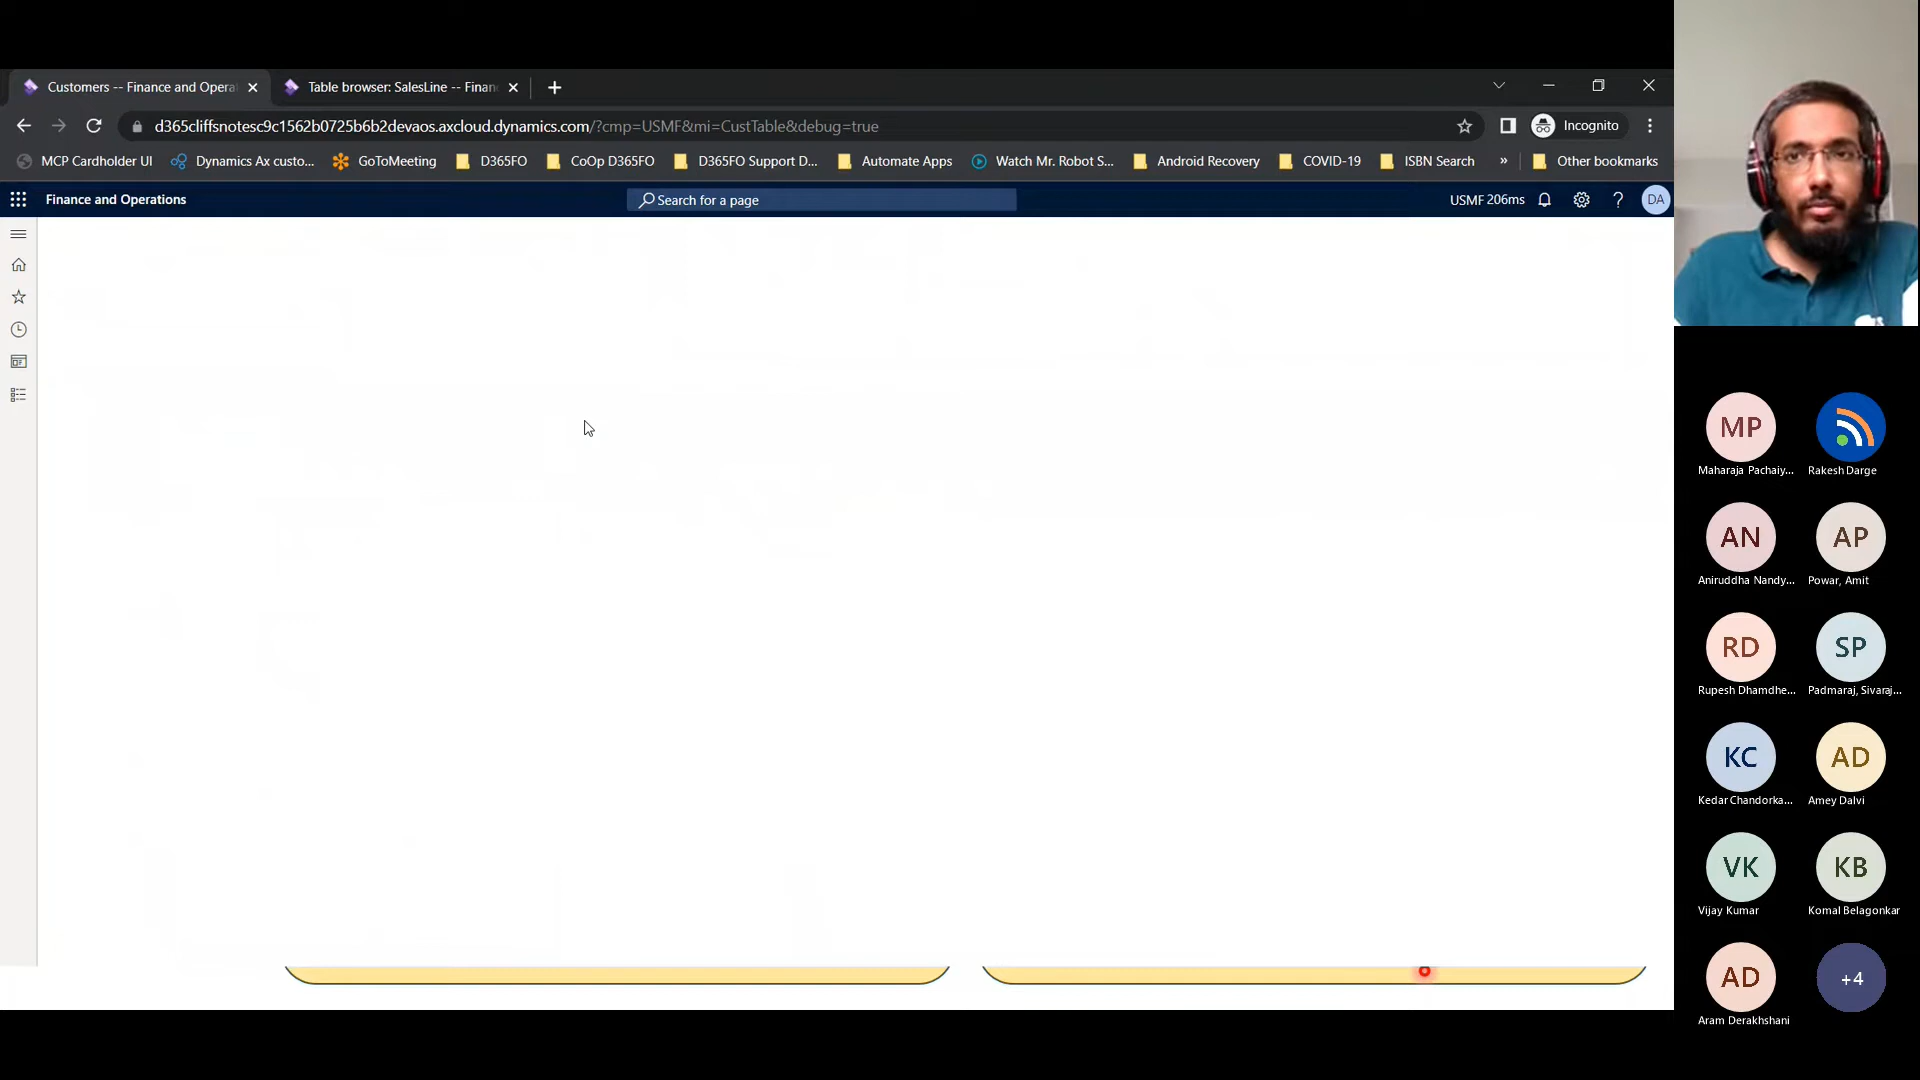 Customers -- Finance and Opera
Table browser: SalesLine -- Finan
d365cliffsnotesc9c1562b0725b6b2devaos.axcloud.dynamics.com/?cmp=USMF&mi=CustTable&debug=true
Incognito
MCP Cardholder UI
Dynamics Ax custo...
GoToMeeting
D365FO
CoOp D365FO
D365FO Support D...
Automate Apps
Watch Mr. Robot S...
Android Recovery
COVID-19
ISBN Search
»
Other bookmarks
Finance and Operations
Search for a page
USMF 206ms
?
DA
MP
Maharaja Pachaiy...
Rakesh Darge
AN
Aniruddha Nandy...
AP
Powar, Amit
RD
Rupesh Dhamdhe...
SP
Padmaraj, Sivaraj...
KC
Kedar Chandorka...
AD
Amey Dalvi
VK
Vijay Kumar
KB
Komal Belagonkar
AD
Aram Derakhshani
+4